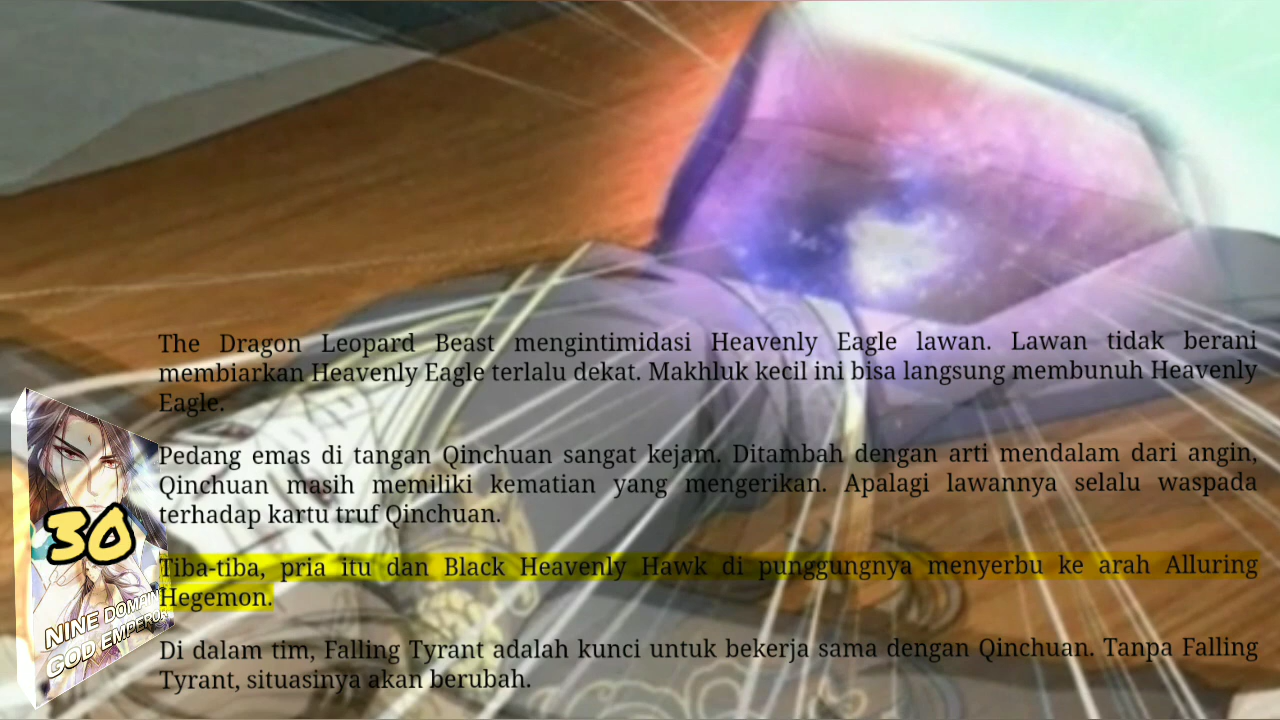 The Dragon Leopard Beast mengintimidasi Heavenly Eagle lawan. Lawan tidak berani
membiarkan Heavenly Eagle terlalu dekat. Makhluk kecil ini bisa langsung membunuh Heavenly
Eagle.
Pedang emas di tangan Qinchuan sangat kejam. Ditambah dengan arti mendalam dari angin,
Qinchuan masih memiliki kematian yang mengerikan. Apalagi lawannya selalu waspada
terhadap kartu truf Qinchuan.
Tiba-tiba, pria itu dan Black Heavenly Hawk di punggungnya menyerbu ke arah Alluring
Hegemon.
Di dalam tim, Falling Tyrant adalah kunci untuk bekerja sama dengan Qinchuan. Tanpa Falling
Tyrant, situasinya akan berubah.
30
NINE DOMAIN
GOD EMPEROR